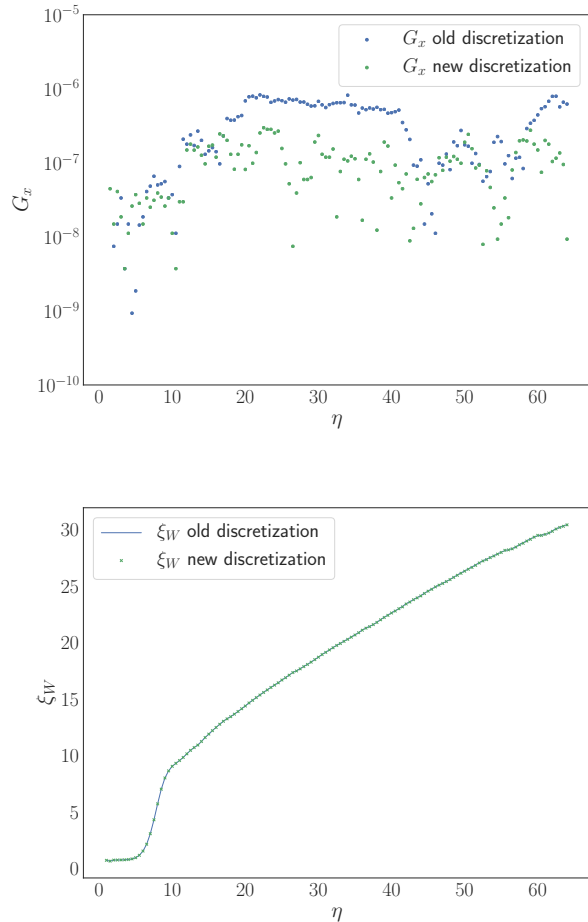 10⁻⁵
G_x old discretization
G_x new discretization
10⁻⁶
10⁻⁷
G_x
10⁻⁸
10⁻⁹
10⁻¹⁰
0 10 20 30 40 50 60
η
30
ξ_W old discretization
ξ_W new discretization
25
20
ξ_W
15
10
5
0
0 10 20 30 40 50 60
η